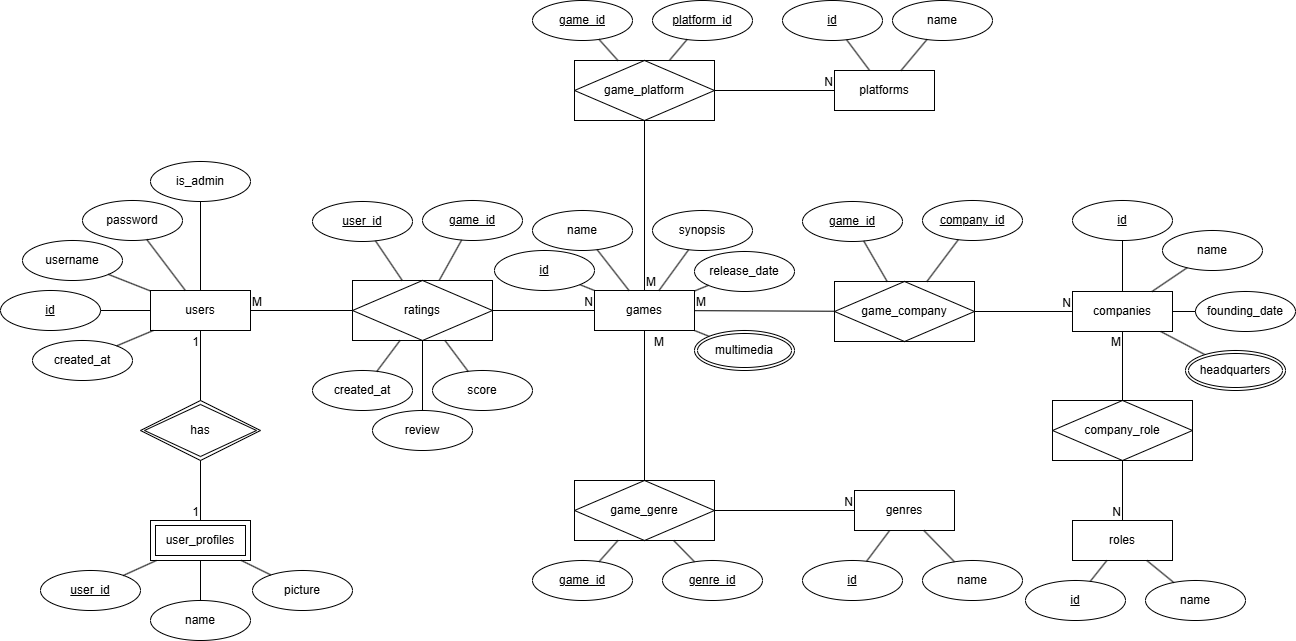 game_id
platform_id
id
name
game_platform
N
platforms
is_admin
password
username
id
users
created_at
M
1
has
1
user_profiles
user_id
name
picture
user_id
game_id
ratings
created_at
review
score
N
name
synopsis
id
release_date
M
games
M
M
multimedia
game_id
company_id
game_company
N
id
name
companies
founding_date
headquarters
M
company_role
N
roles
id
name
game_genre
N
genres
game_id
genre_id
id
name